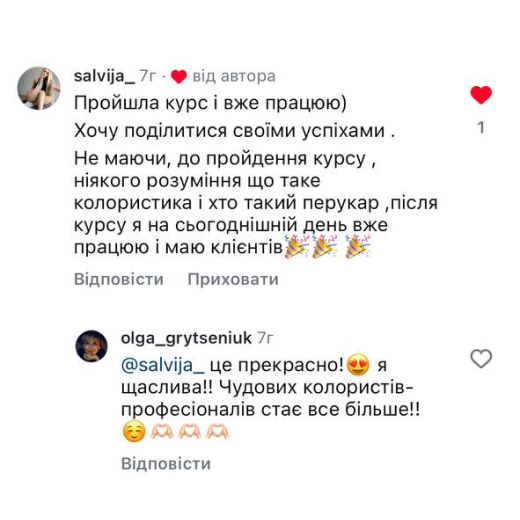 salvija_ 7г · ❤️ від автора
Пройшла курс і вже працюю)
Хочу поділитися своїми успіхами .
Не маючи, до пройдення курсу ,
ніякого розуміння що таке
колористика і хто такий перукар ,після
курсу я на сьогоднішній день вже
працюю і маю клієнтів🎉🎉 🎉
1
Відповісти Приховати
olga_grytseniuk 7г
@salvija_ це прекрасно!😍 я
щаслива!! Чудових колористів-
професіоналів стає все більше!!
☺️🫶🏻🫶🏻🫶🏻
Відповісти